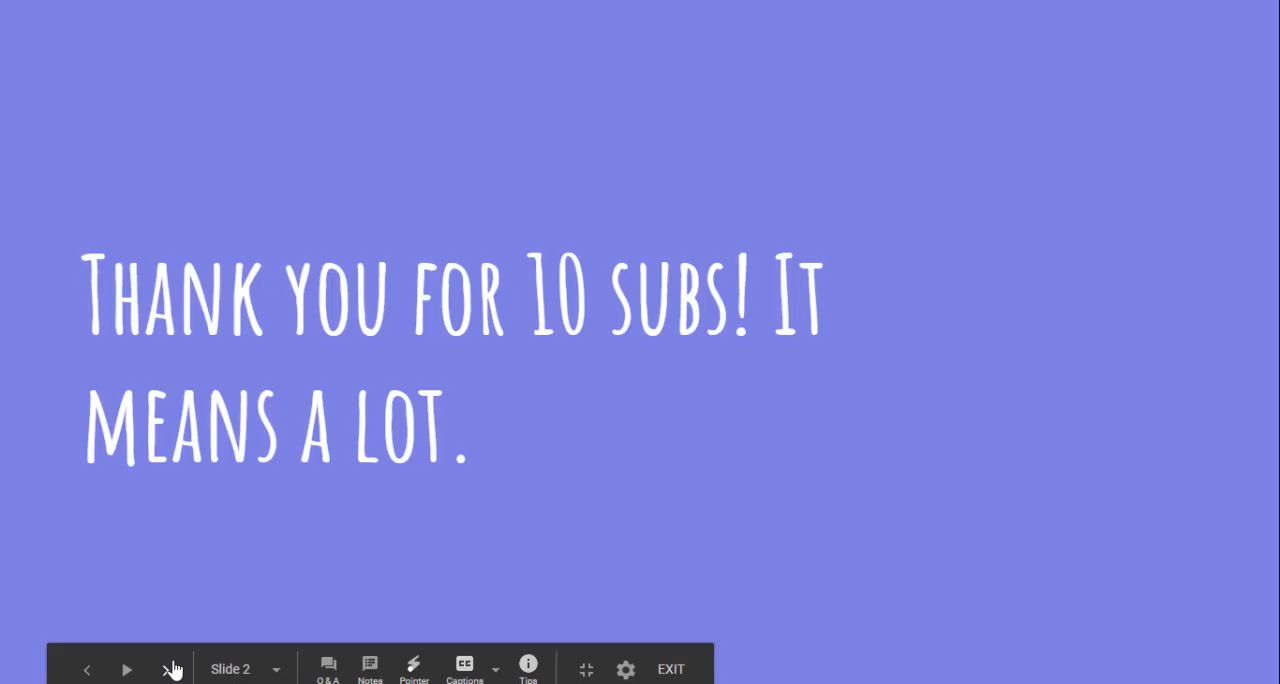 Thank you for 10 subs! It
means a lot.
Slide 2 Q & A Notes Pointer Captions Tips EXIT